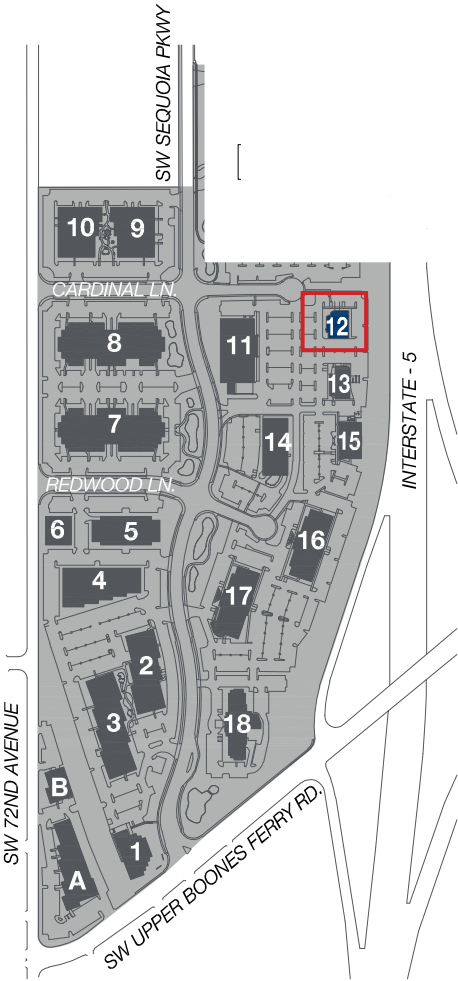 SW SEQUOIA PKWY
10
9
CARDINAL LN.
12
8
11
13
INTERSTATE - 5
7
14
15
REDWOOD LN.
6
5
16
4
17
2
3
18
SW 72ND AVENUE
B
1
A
SW UPPER BOONES FERRY RD.